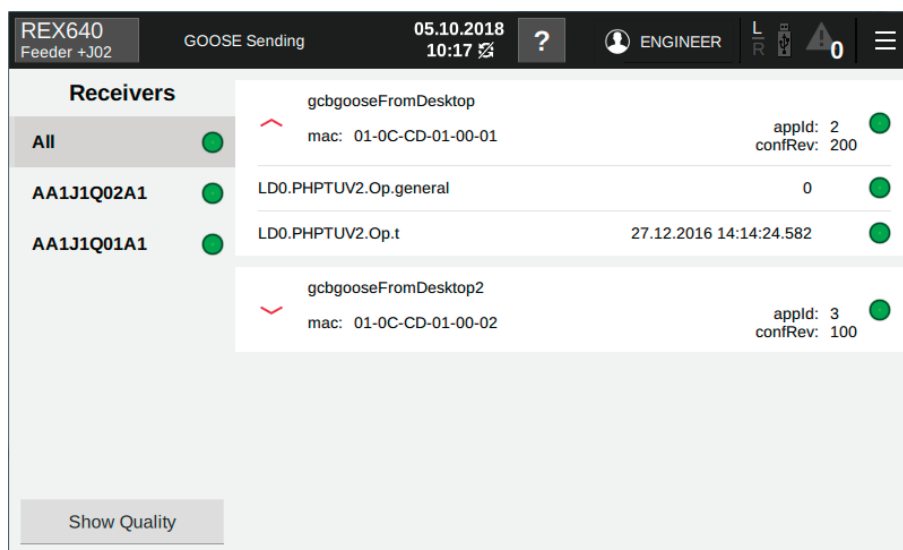 REX640
Feeder +J02
GOOSE Sending
05.10.2018
10:17
?
ENGINEER
L
R
0
Receivers
All
AA1J1Q02A1
AA1J1Q01A1
gcbgooseFromDesktop
mac: 01-0C-CD-01-00-01
appId: 2
confRev: 200
LD0.PHPTUV2.Op.general 0
LD0.PHPTUV2.Op.t 27.12.2016 14:14:24.582
gcbgooseFromDesktop2
mac: 01-0C-CD-01-00-02
appId: 3
confRev: 100
Show Quality